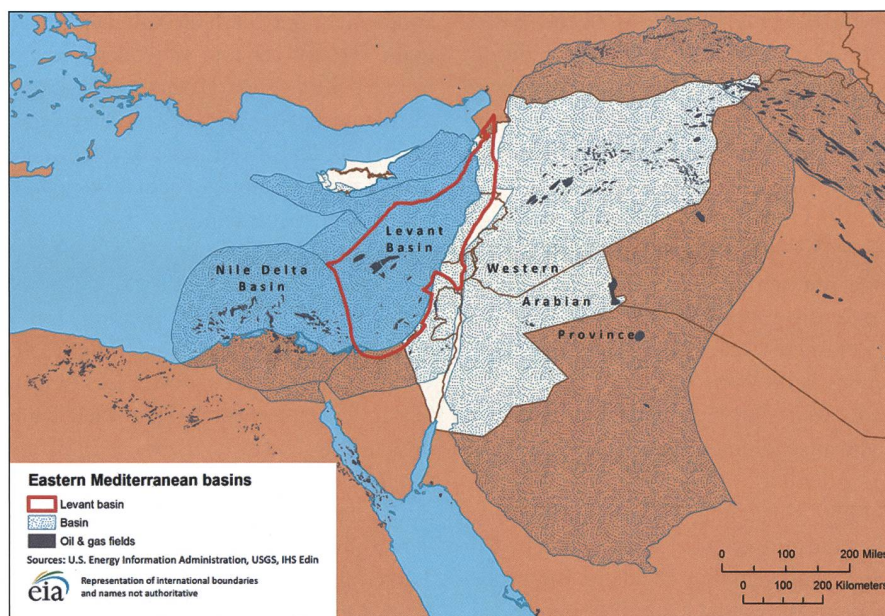 Levant
Basin
Nile Delta
Basin
Western
Arabian
Province
Eastern Mediterranean basins
Levant basin
Basin
Oil & gas fields
Sources: U.S. Energy Information Administration, USGS, IHS Edin
eia
Representation of international boundaries
and names not authoritative
0 100 200 Miles
0 100 200 Kilometers